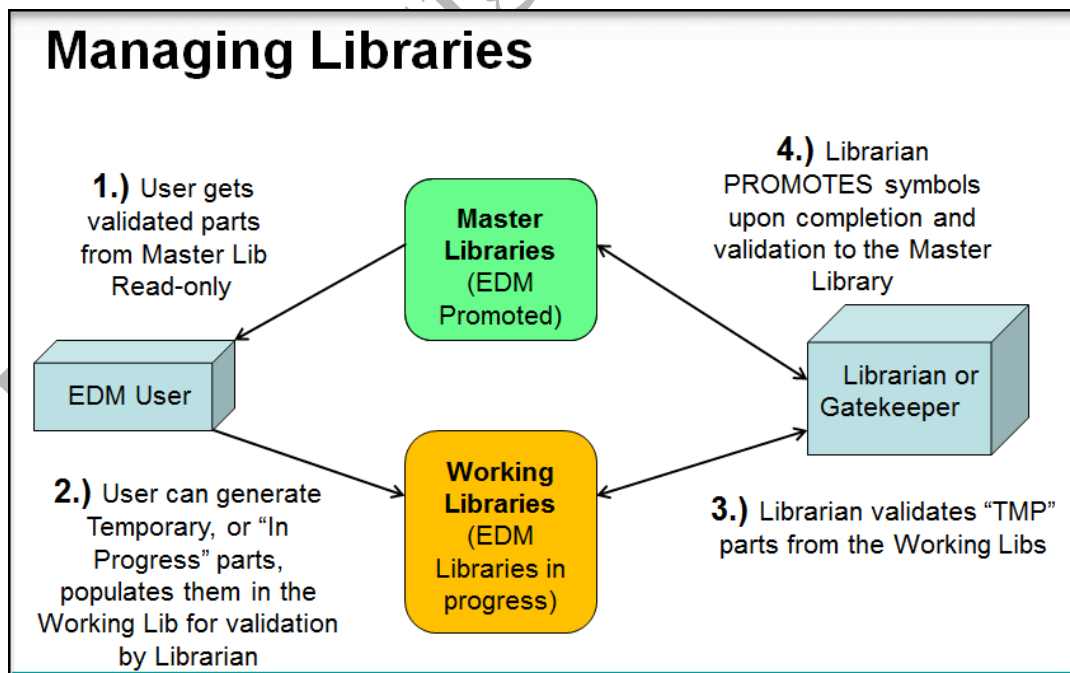 Managing Libraries
1.) User gets
validated parts
from Master Lib
Read-only
Master
Libraries
(EDM
Promoted)
4.) Librarian
PROMOTES symbols
upon completion and
validation to the Master
Library
EDM User
Librarian or
Gatekeeper
2.) User can generate
Temporary, or “In
Progress” parts,
populates them in the
Working Lib for validation
by Librarian
Working
Libraries
(EDM
Libraries in
progress)
3.) Librarian validates “TMP”
parts from the Working Libs